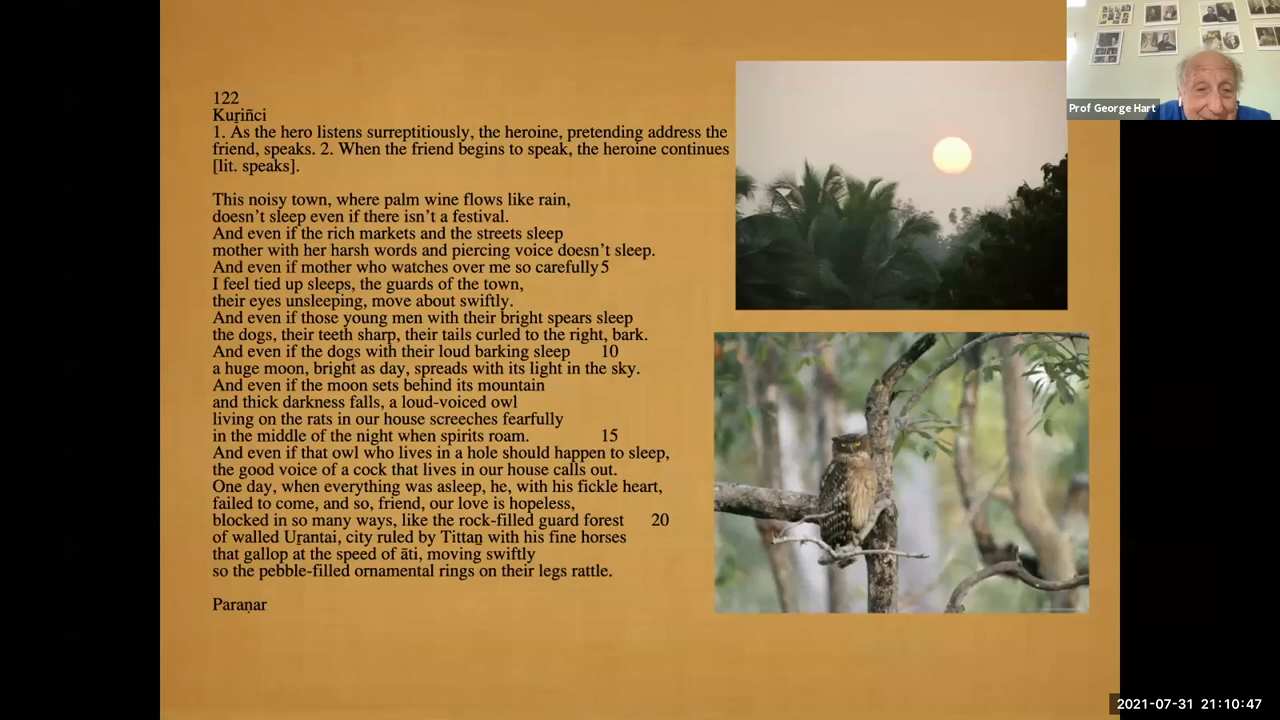 122
Kuṟiñci
1. As the hero listens surreptitiously, the heroine, pretending address the
friend, speaks. 2. When the friend begins to speak, the heroine continues
[lit. speaks].
This noisy town, where palm wine flows like rain,
doesn’t sleep even if there isn’t a festival.
And even if the rich markets and the streets sleep
mother with her harsh words and piercing voice doesn’t sleep.
And even if mother who watches over me so carefully 5
I feel tied up sleeps, the guards of the town,
their eyes unsleeping, move about swiftly.
And even if those young men with their bright spears sleep
the dogs, their teeth sharp, their tails curled to the right, bark.
And even if the dogs with their loud barking sleep 10
a huge moon, bright as day, spreads with its light in the sky.
And even if the moon sets behind its mountain
and thick darkness falls, a loud-voiced owl
living on the rats in our house screeches fearfully
in the middle of the night when spirits roam. 15
And even if that owl who lives in a hole should happen to sleep,
the good voice of a cock that lives in our house calls out.
One day, when everything was asleep, he, with his fickle heart,
failed to come, and so, friend, our love is hopeless,
blocked in so many ways, like the rock-filled guard forest 20
of walled Uṟantai, city ruled by Tittaṉ with his fine horses
that gallop at the speed of āti, moving swiftly
so the pebble-filled ornamental rings on their legs rattle.
Paraṇar
Prof George Hart
2021-07-31 21:10:47